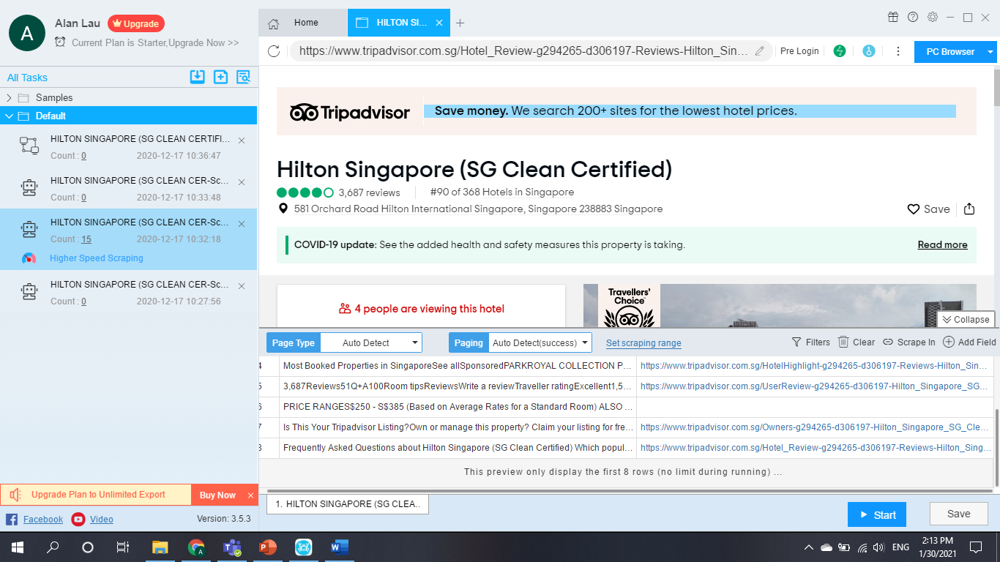 A
Alan Lau
Upgrade
Current Plan is Starter,Upgrade Now >>
All Tasks
Samples
Default
HILTON SINGAPORE (SG CLEAN CERTIFI...
Count : 0 2020-12-17 10:36:47
HILTON SINGAPORE (SG CLEAN CER-Sc...
Count : 0 2020-12-17 10:33:48
HILTON SINGAPORE (SG CLEAN CER-Sc...
Count : 15 2020-12-17 10:32:18
Higher Speed Scraping
HILTON SINGAPORE (SG CLEAN CER-Sc...
Count : 0 2020-12-17 10:27:56
Upgrade Plan to Unlimited Export Buy Now
Facebook Video Version: 3.5.3
Home HILTON SI...
https://www.tripadvisor.com.sg/Hotel_Review-g294265-d306197-Reviews-Hilton_Sin... Pre Login PC Browser
Tripadvisor Save money. We search 200+ sites for the lowest hotel prices.
Hilton Singapore (SG Clean Certified)
3,687 reviews #90 of 368 Hotels in Singapore
581 Orchard Road Hilton International Singapore, Singapore 238883 Singapore Save
COVID-19 update: See the added health and safety measures this property is taking. Read more
4 people are viewing this hotel
Travellers'
Choice
Collapse
Page Type Auto Detect Paging Auto Detect(success) Set scraping range Filters Clear Scrape In Add Field
4 Most Booked Properties in SingaporeSee allSponsoredPARKROYAL COLLECTION P... https://www.tripadvisor.com.sg/HotelHighlight-g294265-d306197-Reviews-Hilton_Sin...
5 3,687Reviews51Q+A100Room tipsReviewsWrite a reviewTraveller ratingExcellent1,5... https://www.tripadvisor.com.sg/UserReview-g294265-d306197-Hilton_Singapore_SG...
6 PRICE RANGES$250 - S$385 (Based on Average Rates for a Standard Room) ALSO ...
7 Is This Your Tripadvisor Listing?Own or manage this property? Claim your listing for fre... https://www.tripadvisor.com.sg/Owners-g294265-d306197-Hilton_Singapore_SG_Cle...
8 Frequently Asked Questions about Hilton Singapore (SG Clean Certified) Which popul... https://www.tripadvisor.com.sg/Hotel_Review-g294265-d306197-Reviews-Hilton_Sing...
This preview only display the first 8 rows (no limit during running) ...
1. HILTON SINGAPORE (SG CLEA..
Start Save
ENG 2:13 PM
1/30/2021